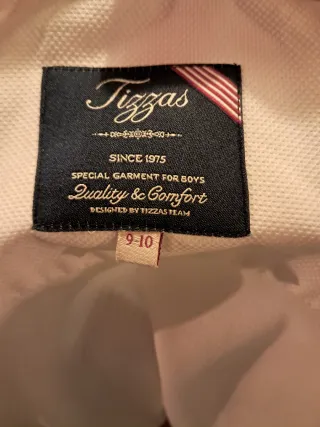 Tizzas
SINCE 1975
SPECIAL GARMENT FOR BOYS
Quality & Comfort
DESIGNED BY TIZZAS TEAM
9-10